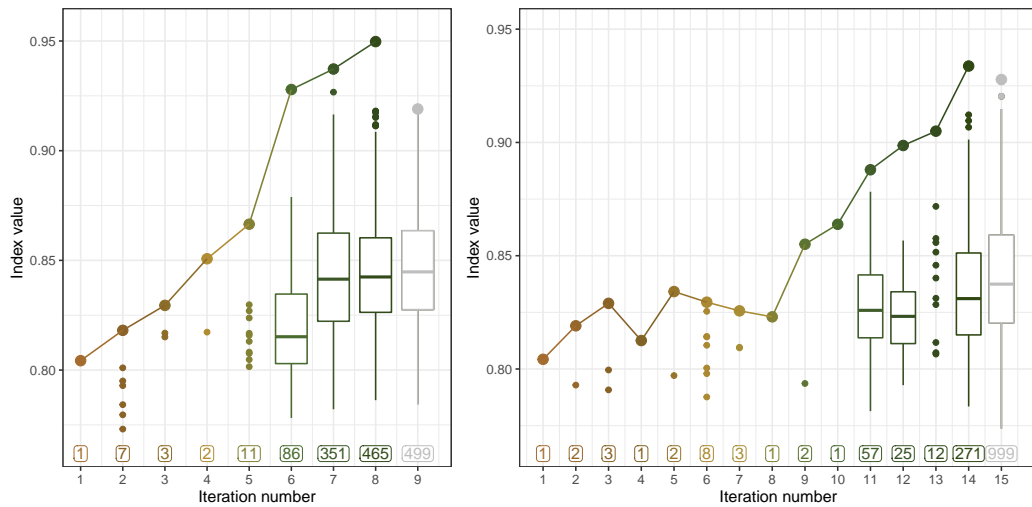 0.95
0.90
0.85
0.80
Index value
1 7 3 2 11 86 351 465 499
1 2 3 4 5 6 7 8 9
Iteration number
0.95
0.90
0.85
0.80
Index value
1 2 3 1 2 8 3 1 2 1 57 25 12 271 999
1 2 3 4 5 6 7 8 9 10 11 12 13 14 15
Iteration number